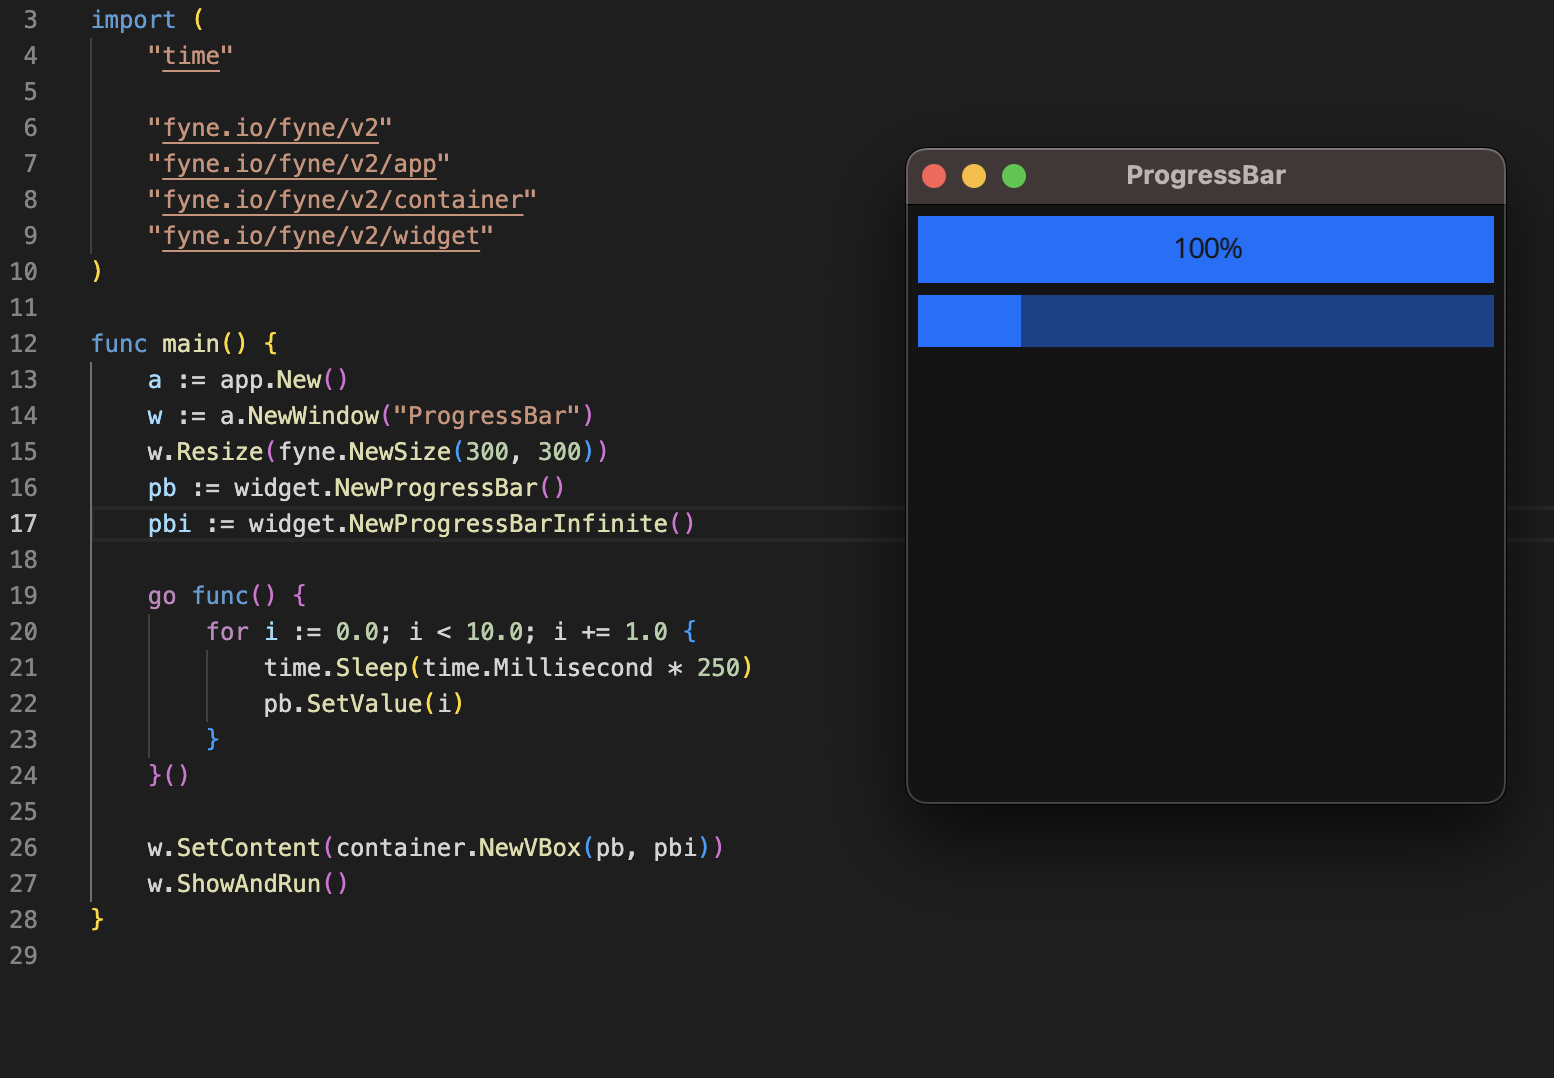 3 import (
4 "time"
5
6 "fyne.io/fyne/v2"
7 "fyne.io/fyne/v2/app"
8 "fyne.io/fyne/v2/container"
9 "fyne.io/fyne/v2/widget"
10 )
11
12 func main() {
13 a := app.New()
14 w := a.NewWindow("ProgressBar")
15 w.Resize(fyne.NewSize(300, 300))
16 pb := widget.NewProgressBar()
17 pbi := widget.NewProgressBarInfinite()
18
19 go func() {
20 for i := 0.0; i < 10.0; i += 1.0 {
21 time.Sleep(time.Millisecond * 250)
22 pb.SetValue(i)
23 }
24 }()
25
26 w.SetContent(container.NewVBox(pb, pbi))
27 w.ShowAndRun()
28 }
29
ProgressBar
100%